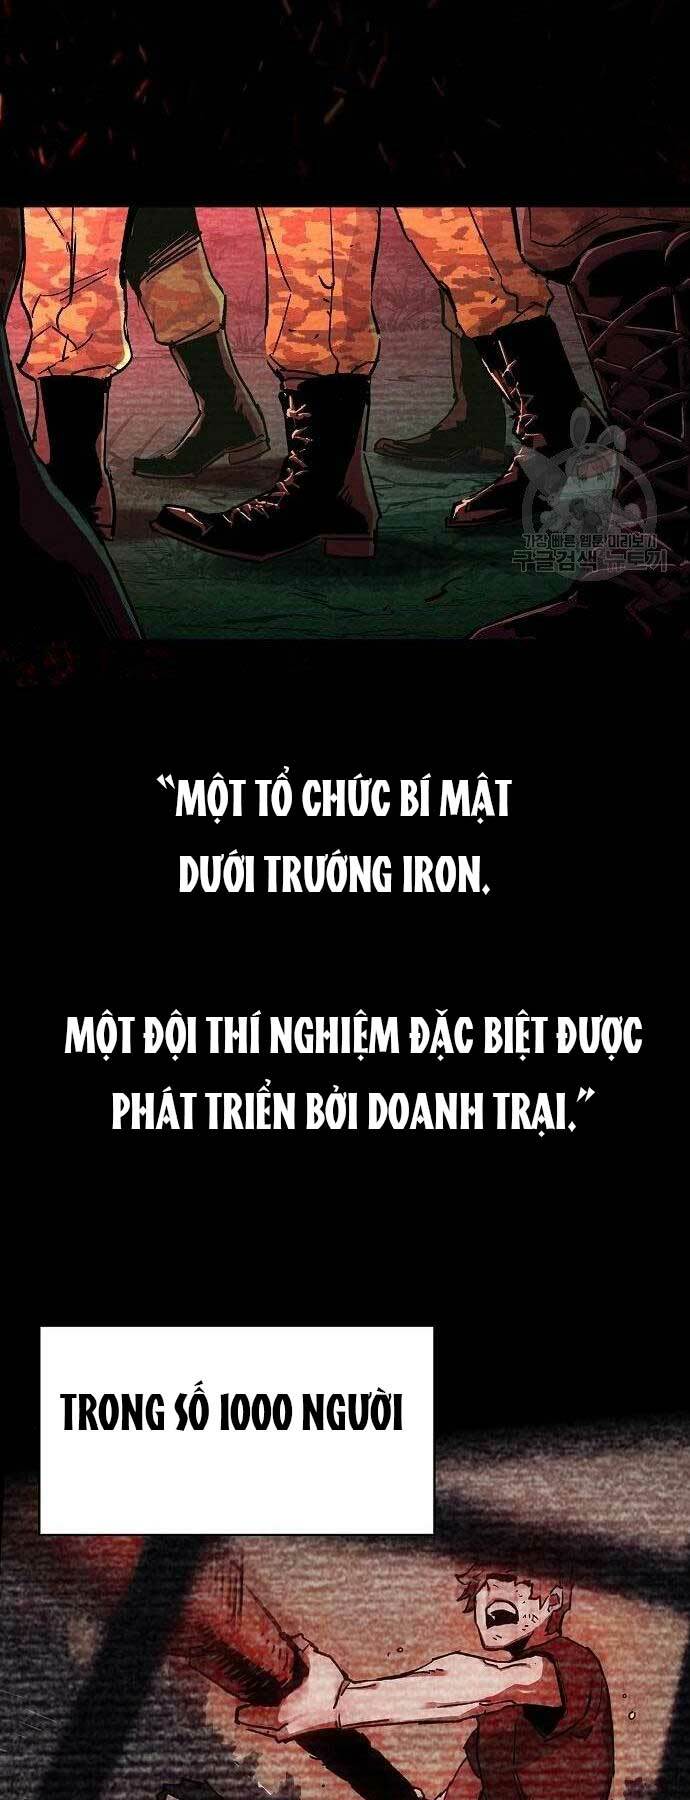 가장 빠른 웹툰 미리보기
구글검색 뉴토끼
“MỘT TỔ CHỨC BÍ MẬT
DƯỚI TRƯỚNG IRON.
MỘT ĐỘI THÍ NGHIỆM ĐẶC BIỆT ĐƯỢC
PHÁT TRIỂN BỞI DOANH TRẠI.”
TRONG SỐ 1000 NGƯỜI